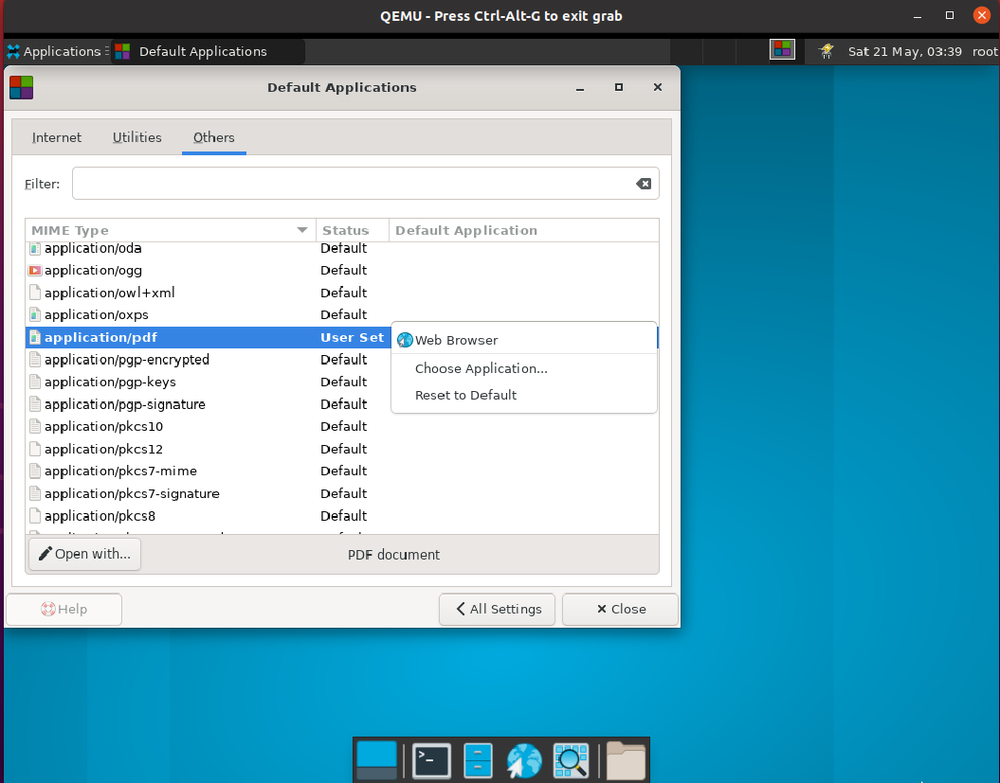 QEMU - Press Ctrl-Alt-G to exit grab
Applications Default Applications Sat 21 May, 03:39 root
Default Applications
Internet Utilities Others
Filter:
MIME Type Status Default Application
application/oda Default
application/ogg Default
application/owl+xml Default
application/oxps Default
application/pdf User Set
Web Browser
application/pgp-encrypted Default
Choose Application...
application/pgp-keys Default
Reset to Default
application/pgp-signature Default
application/pkcs10 Default
application/pkcs12 Default
application/pkcs7-mime Default
application/pkcs7-signature Default
application/pkcs8 Default
Open with... PDF document
Help All Settings Close